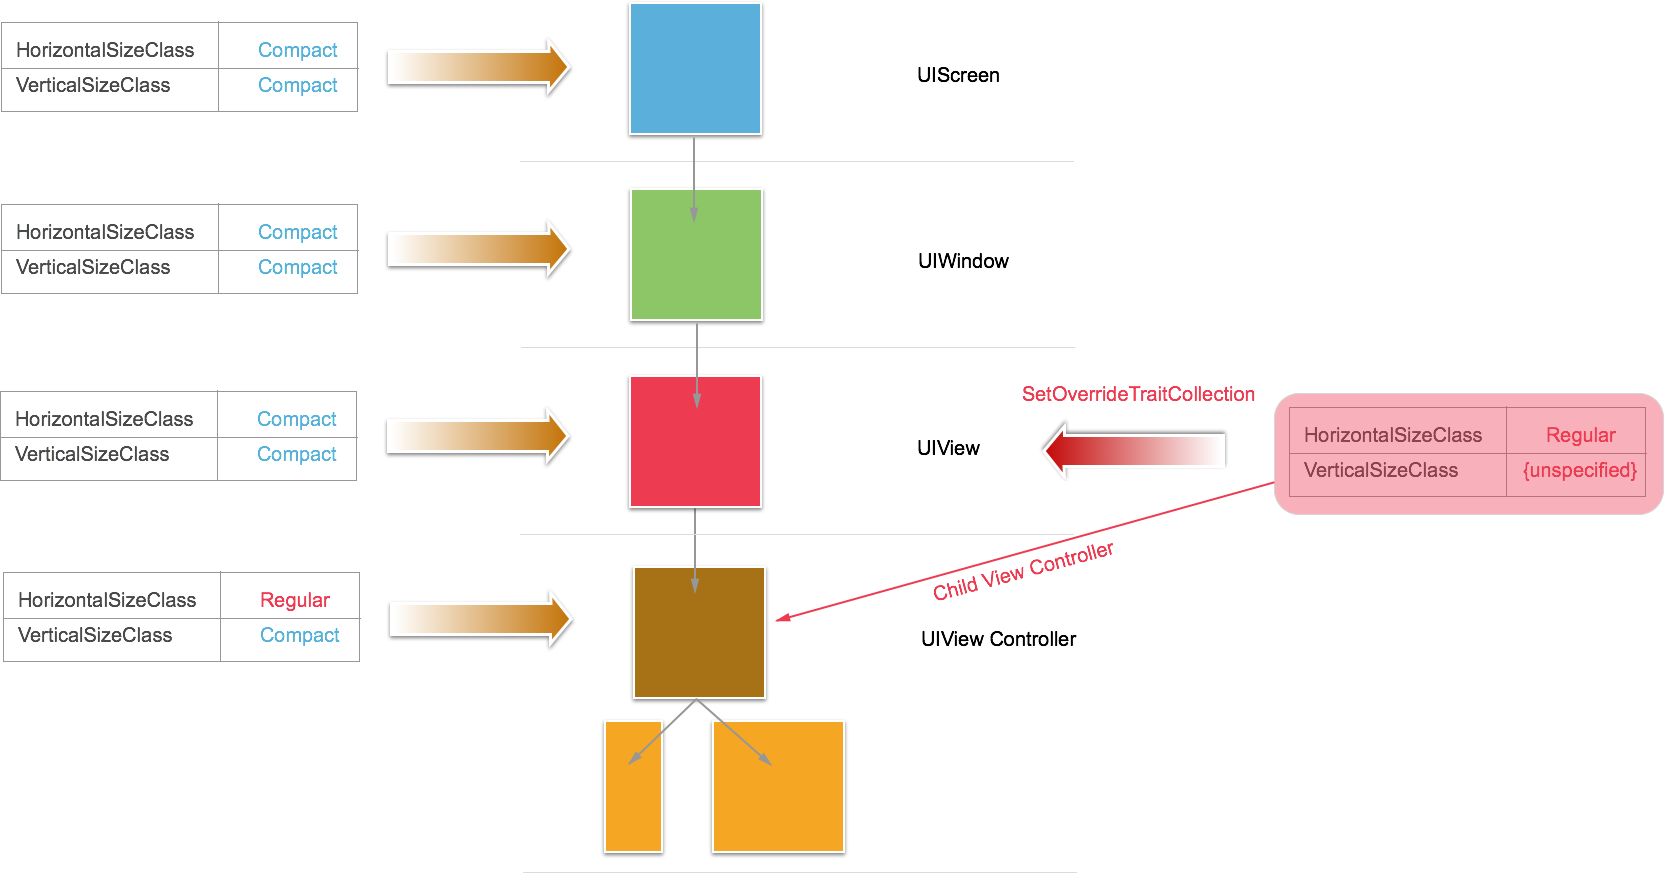 HorizontalSizeClass Compact
VerticalSizeClass Compact
UIScreen
HorizontalSizeClass Compact
VerticalSizeClass Compact
UIWindow
HorizontalSizeClass Compact
VerticalSizeClass Compact
UIView
SetOverrideTraitCollection
HorizontalSizeClass Regular
VerticalSizeClass {unspecified}
Child View Controller
HorizontalSizeClass Regular
VerticalSizeClass Compact
UIView Controller